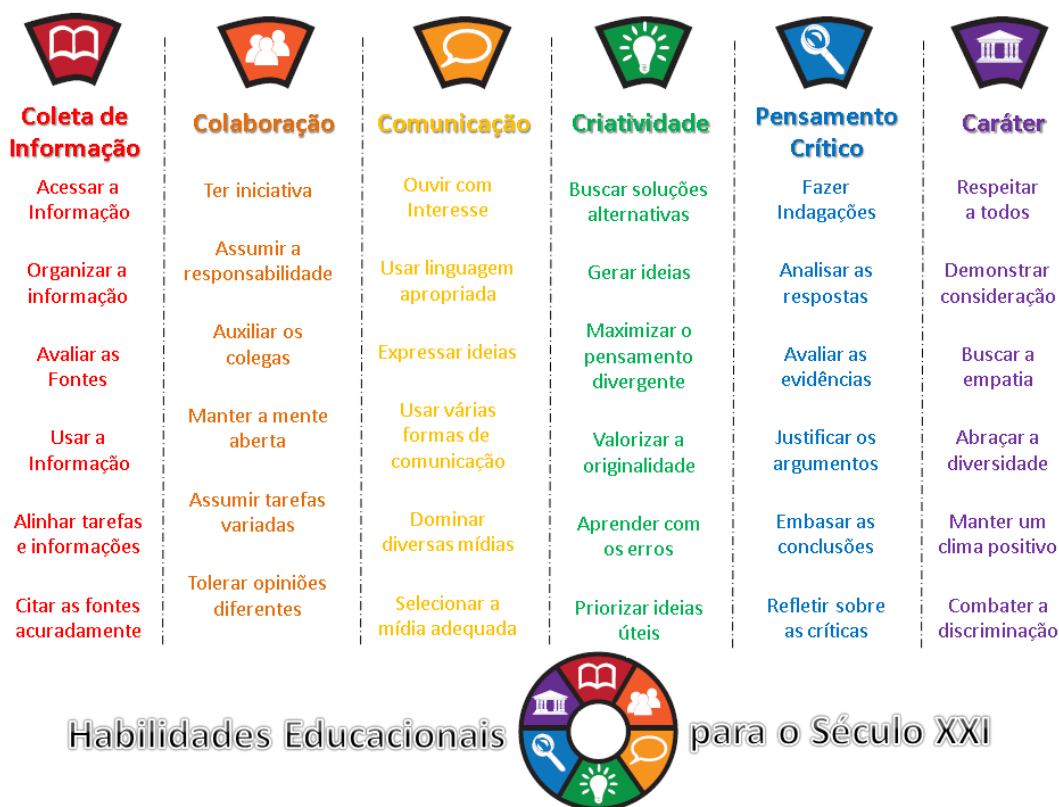 Coleta de
Informação
Acessar a
Informação
Organizar a
informação
Avaliar as
Fontes
Usar a
Informação
Alinhar tarefas
e informações
Citar as fontes
acuradamente
Colaboração
Ter iniciativa
Assumir a
responsabilidade
Auxiliar os
colegas
Manter a mente
aberta
Assumir tarefas
variadas
Tolerar opiniões
diferentes
Comunicação
Ouvir com
Interesse
Usar linguagem
apropriada
Expressar ideias
Usar várias
formas de
comunicação
Dominar
diversas mídias
Selecionar a
mídia adequada
Criatividade
Buscar soluções
alternativas
Gerar ideias
Maximizar o
pensamento
divergente
Valorizar a
originalidade
Aprender com
os erros
Priorizar ideias
úteis
Pensamento
Crítico
Fazer
Indagações
Analisar as
respostas
Avaliar as
evidências
Justificar os
argumentos
Embasar as
conclusões
Refletir sobre
as críticas
Caráter
Respeitar
a todos
Demonstrar
consideração
Buscar a
empatia
Abraçar a
diversidade
Manter um
clima positivo
Combater a
discriminação
Habilidades Educacionais para o Século XXI